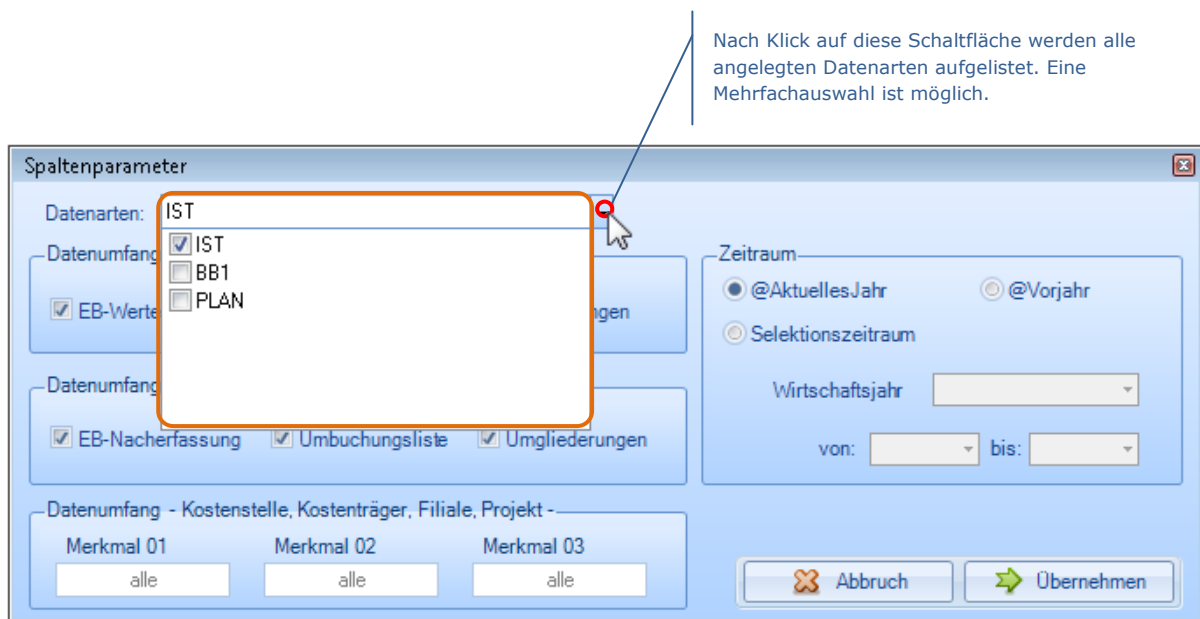 Nach Klick auf diese Schaltfläche werden alle
angelegten Datenarten aufgelistet. Eine
Mehrfachauswahl ist möglich.
Spaltenparameter
Datenarten: IST
IST
BB1
PLAN
Datenumfang
EB-Werte
Datenumfang
EB-Nacherfassung Umbuchungsliste Umgliederungen
Datenumfang - Kostenstelle, Kostenträger, Filiale, Projekt -
Merkmal 01 Merkmal 02 Merkmal 03
alle alle alle
Zeitraum
@AktuellesJahr @Vorjahr
Selektionszeitraum
Wirtschaftsjahr
von: bis:
Abbruch Übernehmen